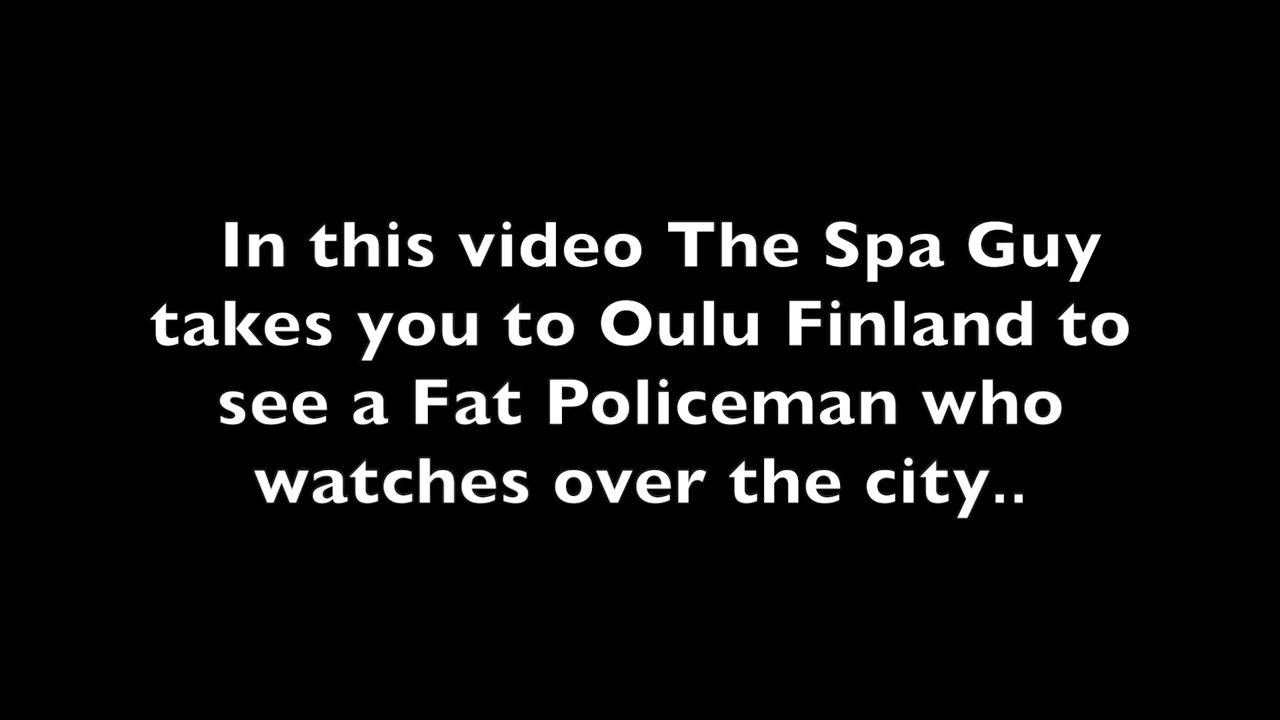 In this video The Spa Guy
takes you to Oulu Finland to
see a Fat Policeman who
watches over the city..